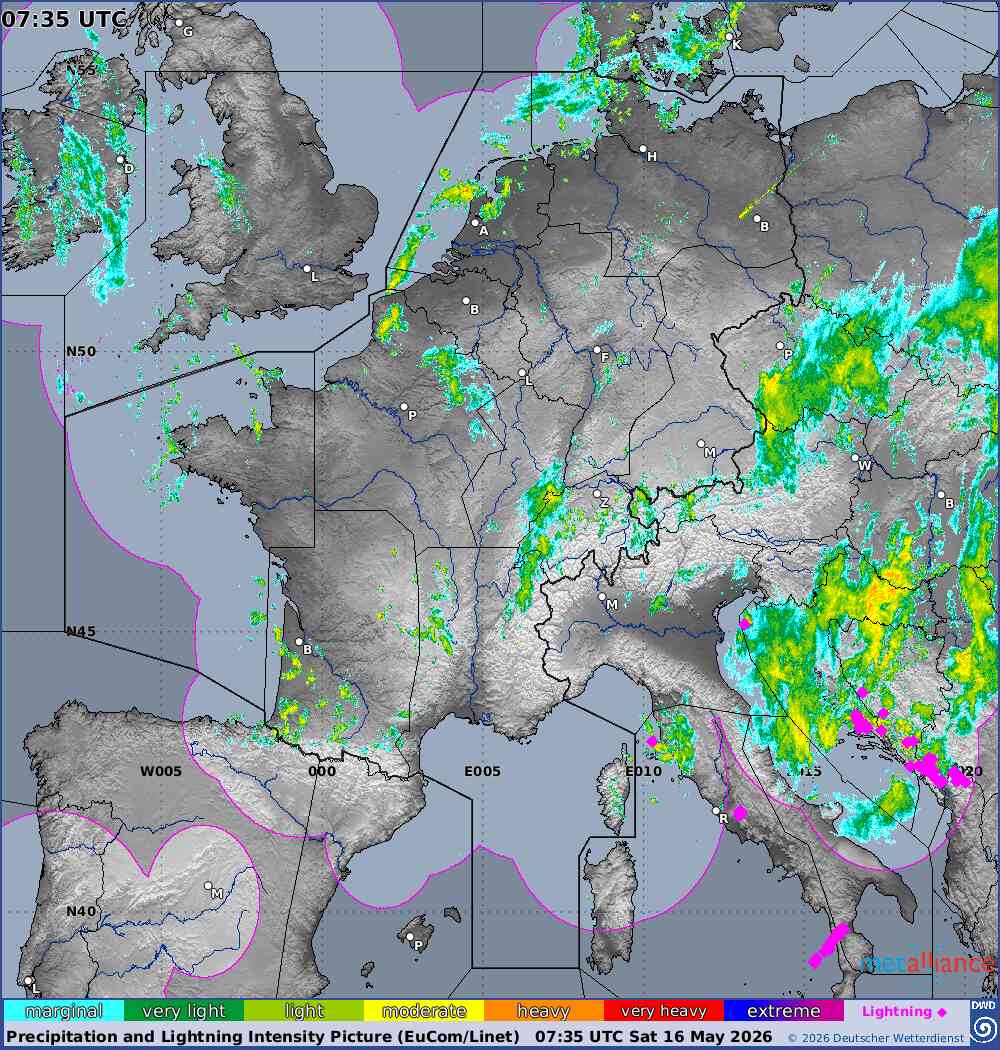 07:35 UTC
G
K
N55
D
H
A
B
L
B
N50
P
F
L
P
M
W
Z
B
M
N45
B
W005
000
E005
E010
E015
E020
R
N40
M
P
L
metalliance
marginal
very light
light
moderate
heavy
very heavy
extreme
Lightning ◆
DWD
Precipitation and Lightning Intensity Picture (EuCom/Linet) 07:35 UTC Sat 16 May 2026 © 2026 Deutscher Wetterdienst